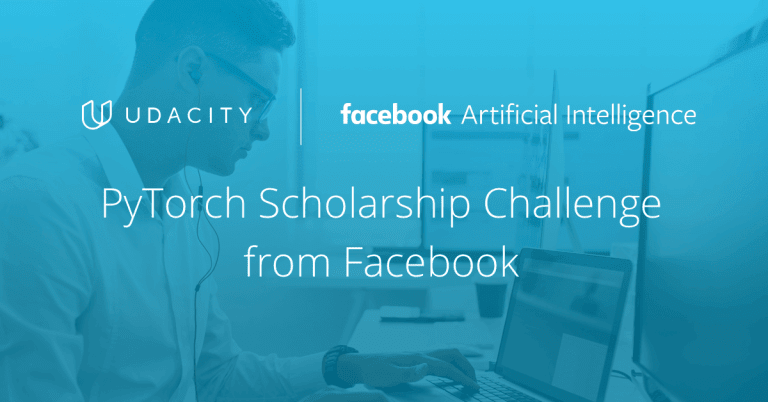 UDACITY | facebook Artificial Intelligence
PyTorch Scholarship Challenge
from Facebook